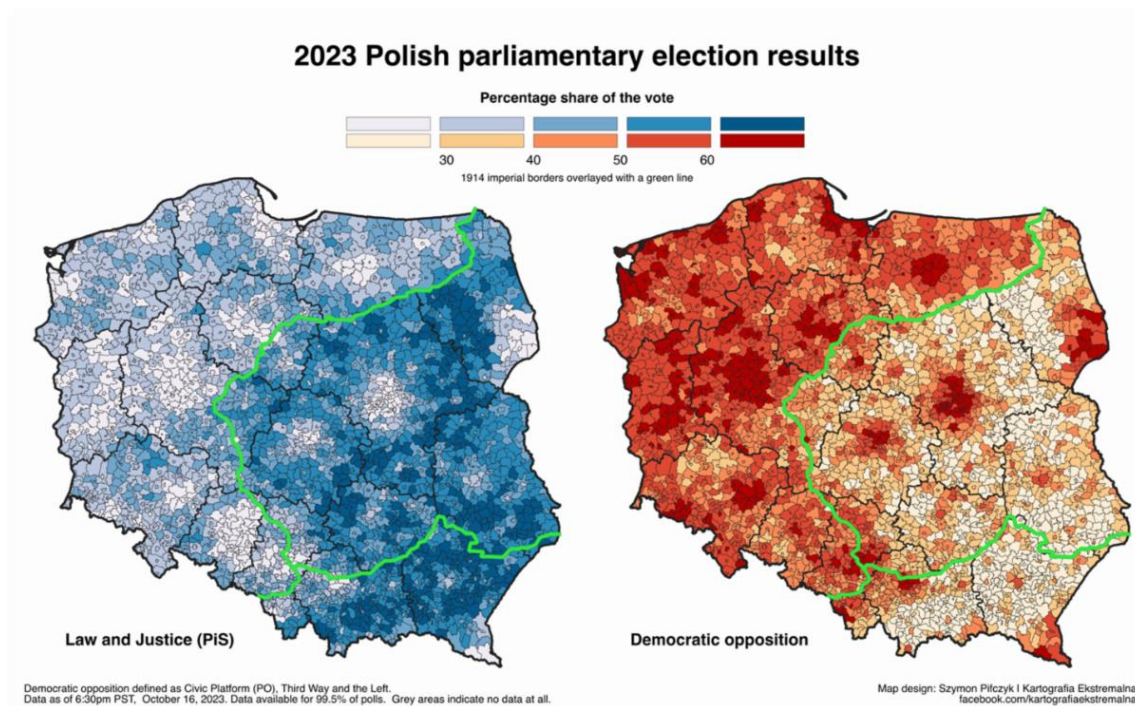 2023 Polish parliamentary election results
Percentage share of the vote
30 40 50 60
1914 imperial borders overlayed with a green line
Law and Justice (PiS)
Democratic opposition
Democratic opposition defined as Civic Platform (PO), Third Way and the Left.
Data as of 6:30pm PST, October 16, 2023. Data available for 99.5% of polls. Grey areas indicate no data at all.
Map design: Szymon Pifczyk I Kartografia Ekstremalna
facebook.com/kartografiaekstremalna